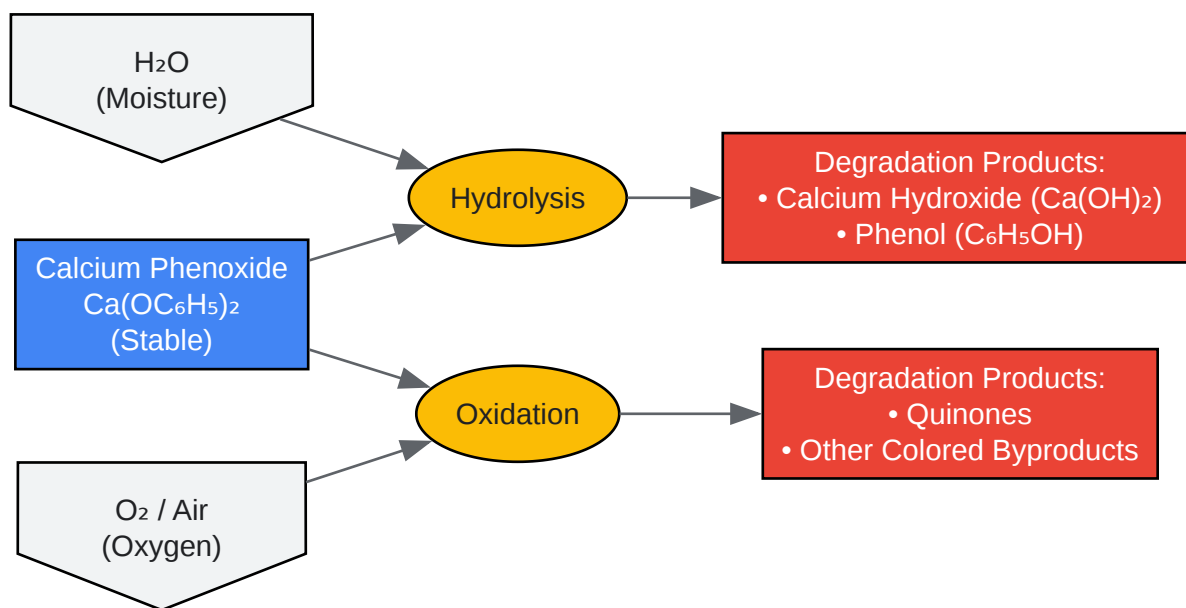 H₂O
(Moisture)
Hydrolysis
Degradation Products:
• Calcium Hydroxide (Ca(OH)₂)
• Phenol (C₆H₅OH)
Calcium Phenoxide
Ca(OC₆H₅)₂
(Stable)
Oxidation
Degradation Products:
• Quinones
• Other Colored Byproducts
O₂ / Air
(Oxygen)